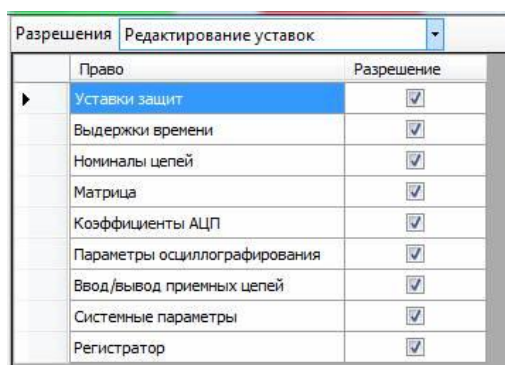 Разрешения Редактирование уставок
Право Разрешение
Уставки защит
Выдержки времени
Номиналы цепей
Матрица
Коэффициенты АЦП
Параметры осциллографирования
Ввод/вывод приемных цепей
Системные параметры
Регистратор